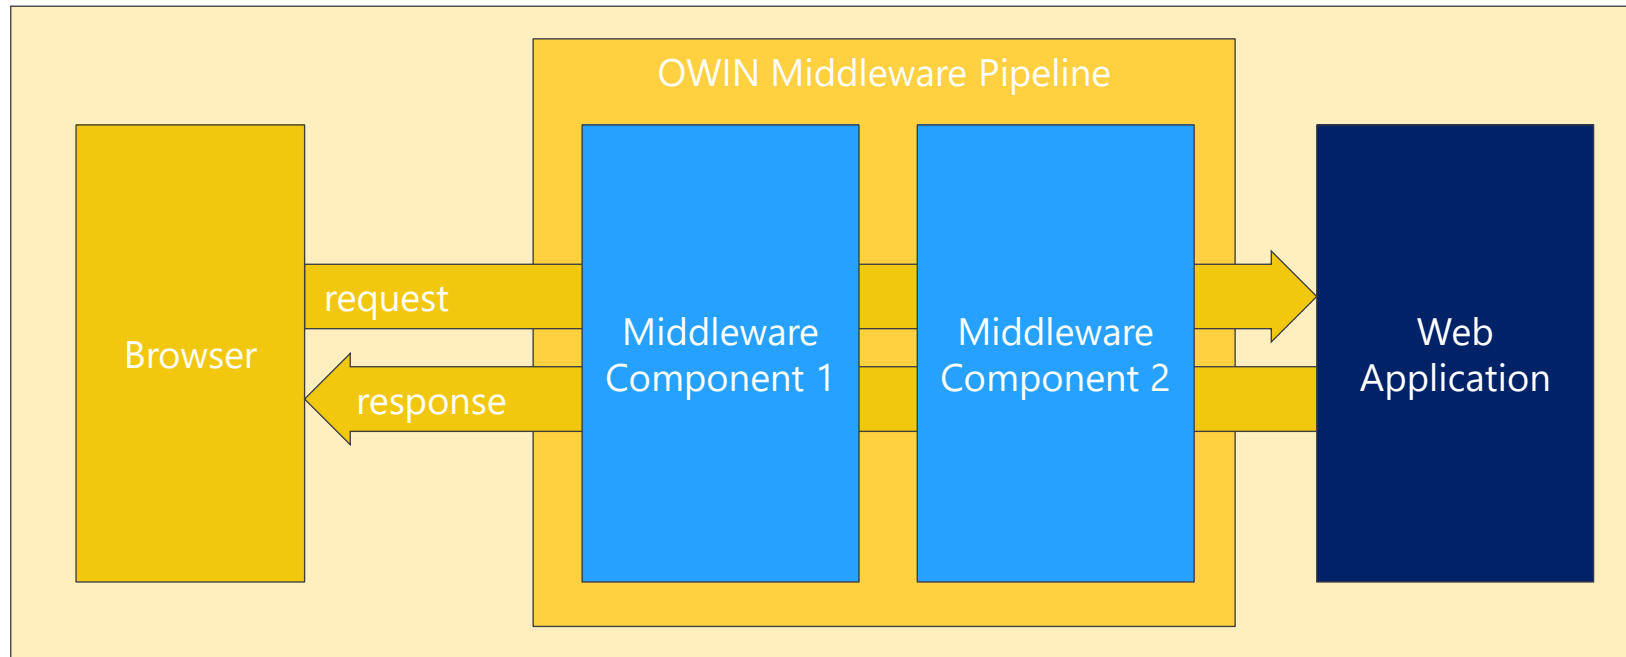 OWIN Middleware Pipeline
Browser
request
response
Middleware
Component 1
Middleware
Component 2
Web
Application